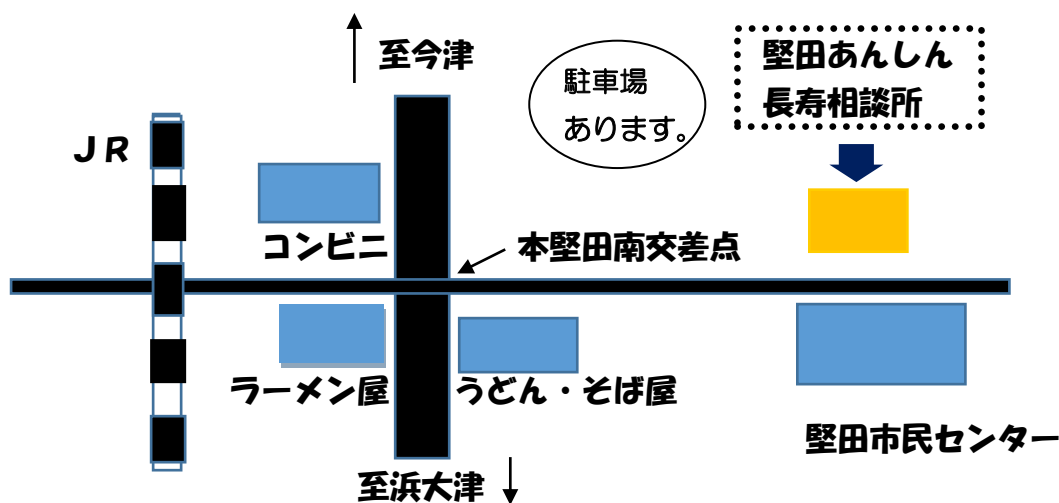 至今津
駐車場
あります。
堅田あんしん
長寿相談所
JR
コンビニ
本堅田南交差点
ラーメン屋
うどん・そば屋
堅田市民センター
至浜大津